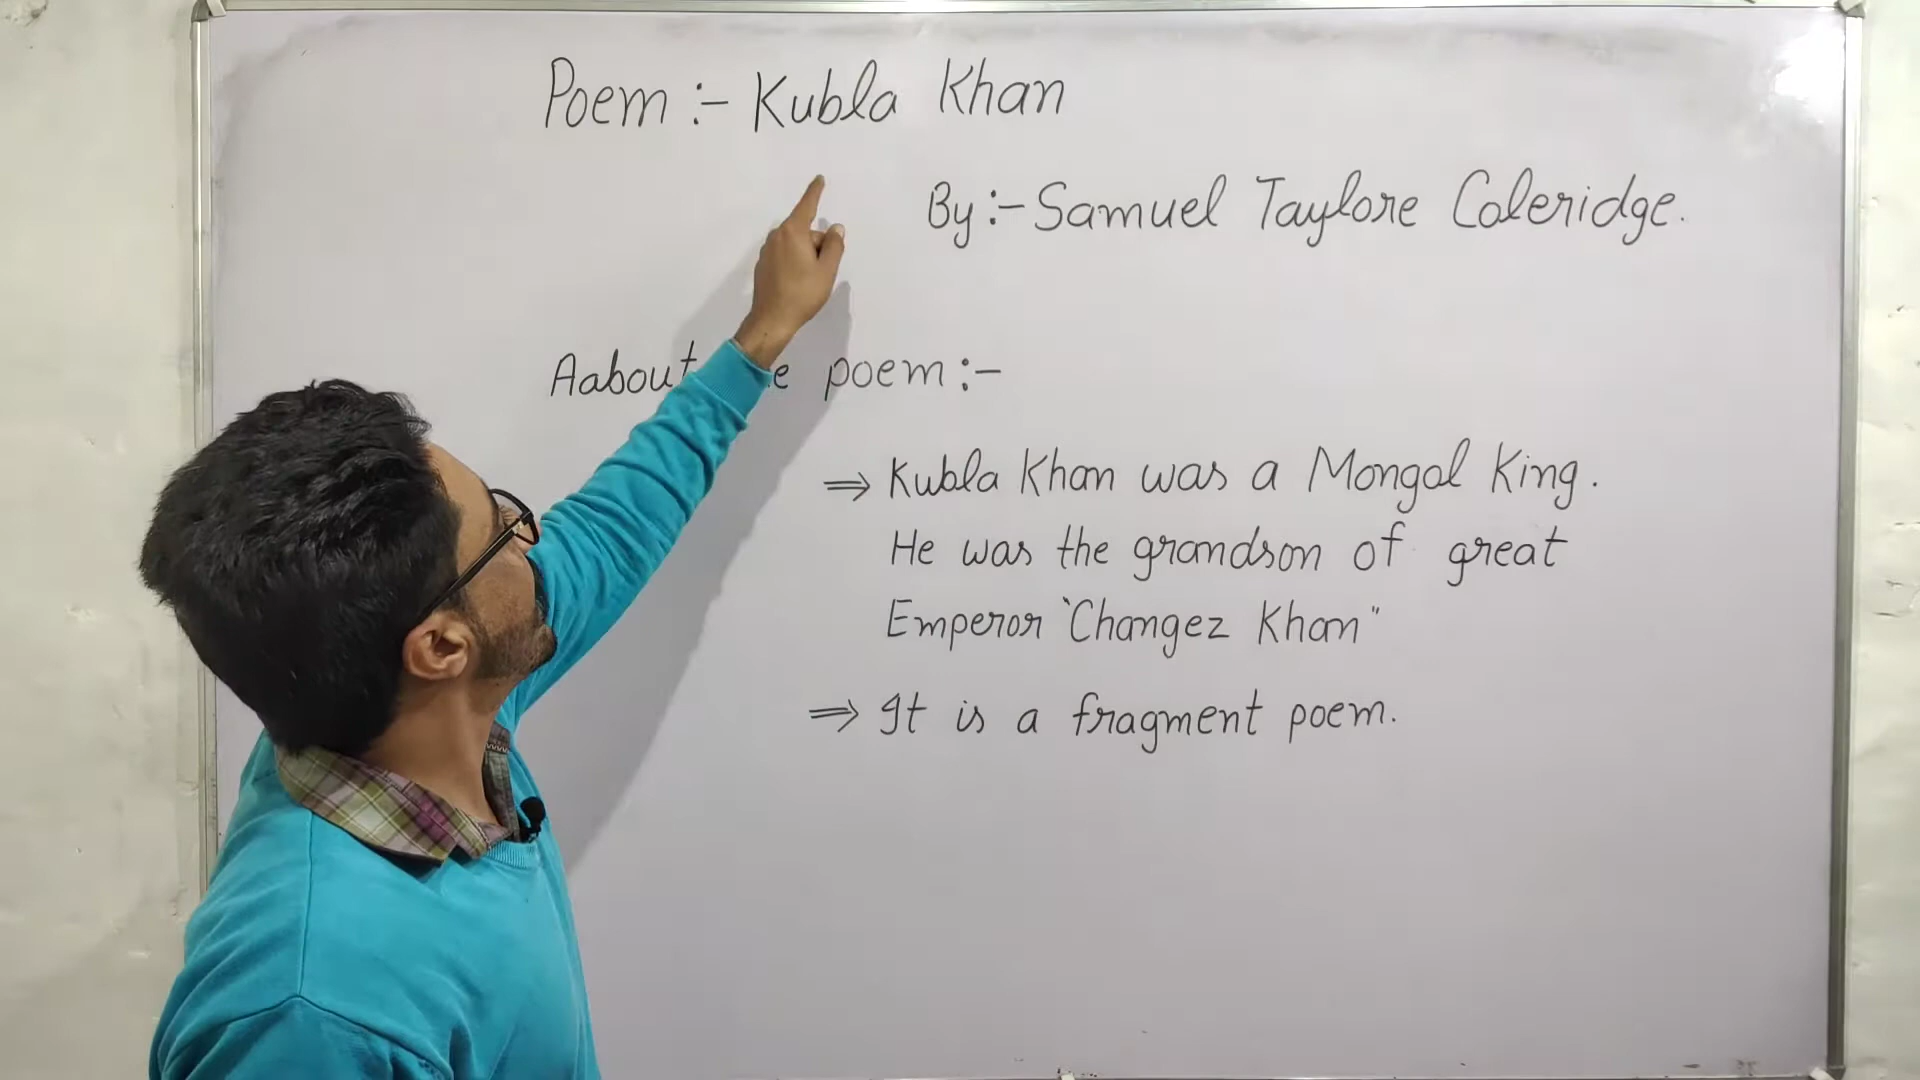 Poem :- Kubla Khan
By :- Samuel Taylore Coleridge.
Aabout poem :-
⇒ Kubla Khan was a Mongol King.
He was the grandson of great
Emperor "Changez Khan"
⇒ It is a fragment poem.